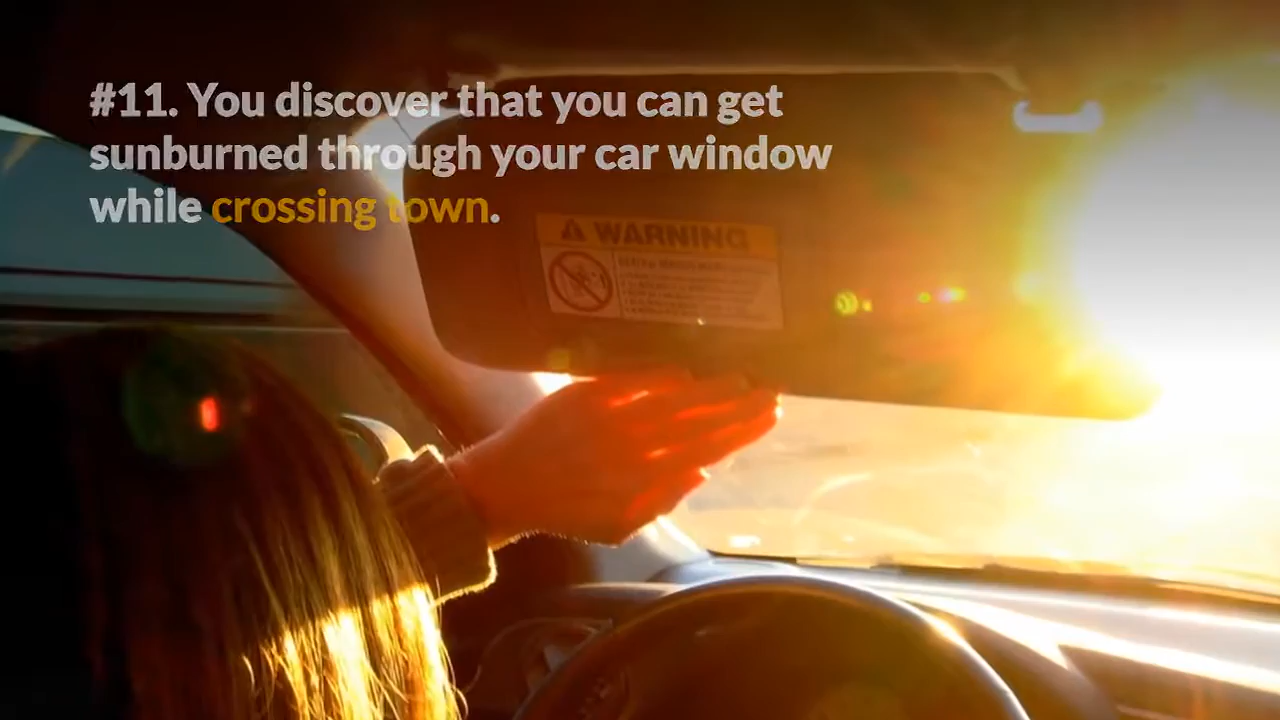 #11. You discover that you can get
sunburned through your car window
while crossing town.
WARNING